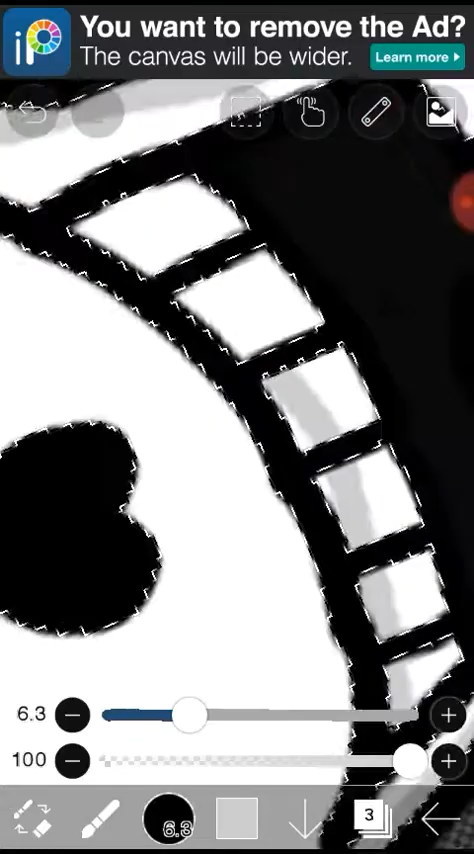 iP
You want to remove the Ad?
The canvas will be wider.
Learn more
6.3
100
6.3
3